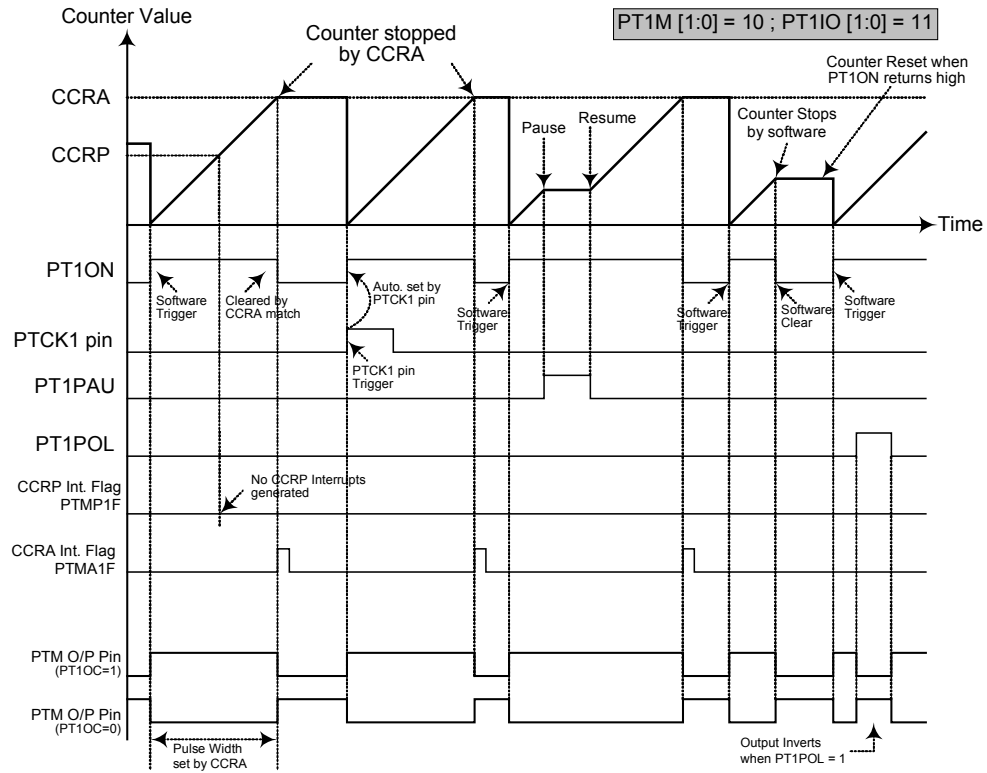 Counter Value
PT1M [1:0] = 10 ; PT1IO [1:0] = 11
Counter stopped
by CCRA
Counter Reset when
PT1ON returns high
CCRA
Pause
Resume
Counter Stops
by software
CCRP
Time
PT1ON
Software
Trigger
Cleared by
CCRA match
Auto. set by
PTCK1 pin
Software
Trigger
Software
Trigger
Software
Clear
Software
Trigger
PTCK1 pin
PTCK1 pin
Trigger
PT1PAU
PT1POL
No CCRP Interrupts
generated
CCRP Int. Flag
PTMP1F
CCRA Int. Flag
PTMA1F
PTM O/P Pin
(PT1OC=1)
PTM O/P Pin
(PT1OC=0)
Pulse Width
set by CCRA
Output Inverts
when PT1POL = 1